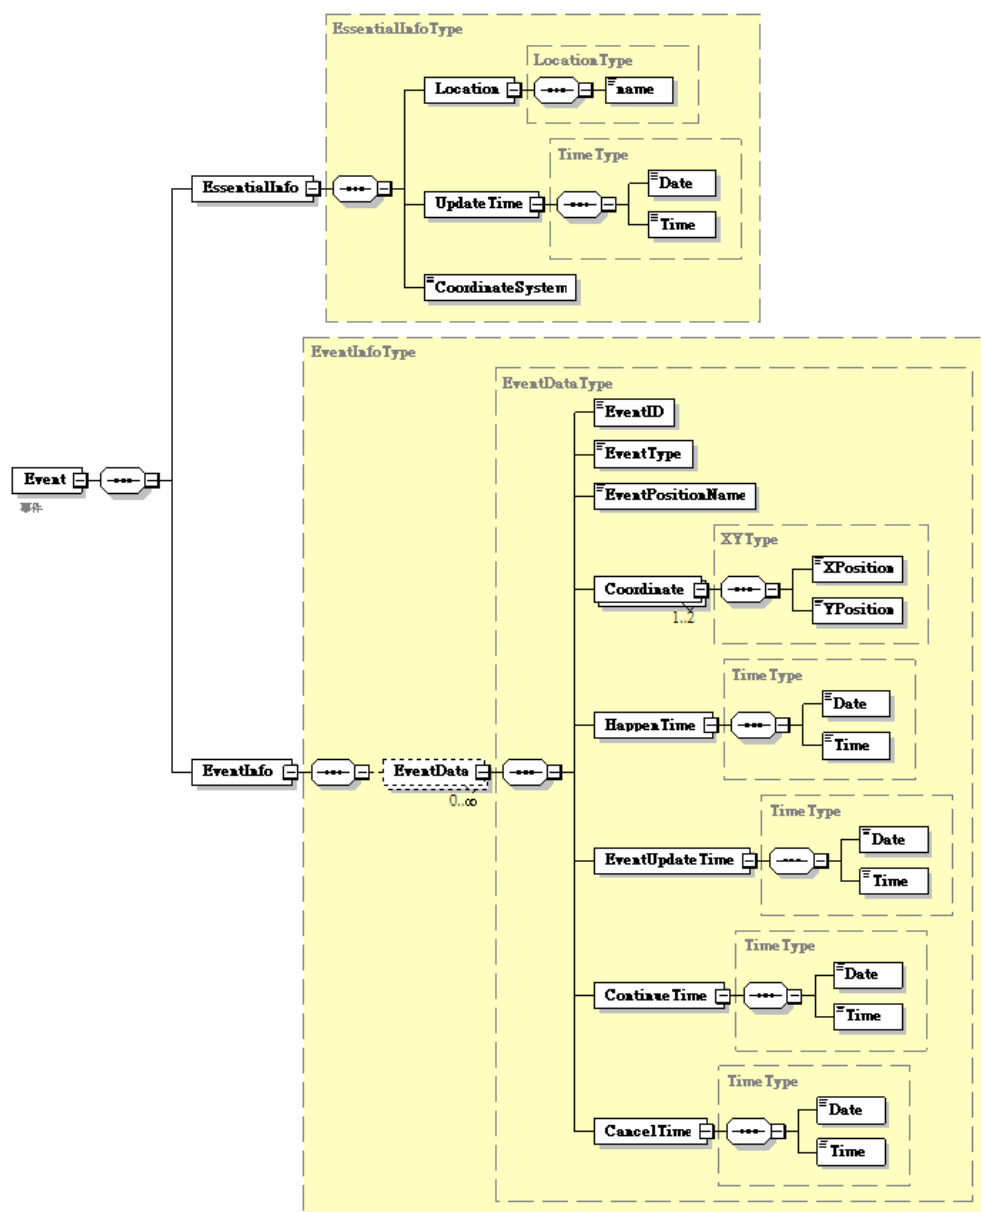 EssentialInfoType
LocationType
Location
name
TimeType
Date
EssentialInfo
UpdateTime
Time
CoordinateSystem
EventInfoType
EventDataType
EventID
EventType
Event
EventPositionName
事件
XYType
XPosition
Coordinate
YPosition
1..2
TimeType
Date
HappenTime
Time
EventInfo
EventData
0..∞
TimeType
Date
EventUpdateTime
Time
TimeType
Date
ContinueTime
Time
TimeType
Date
CancelTime
Time